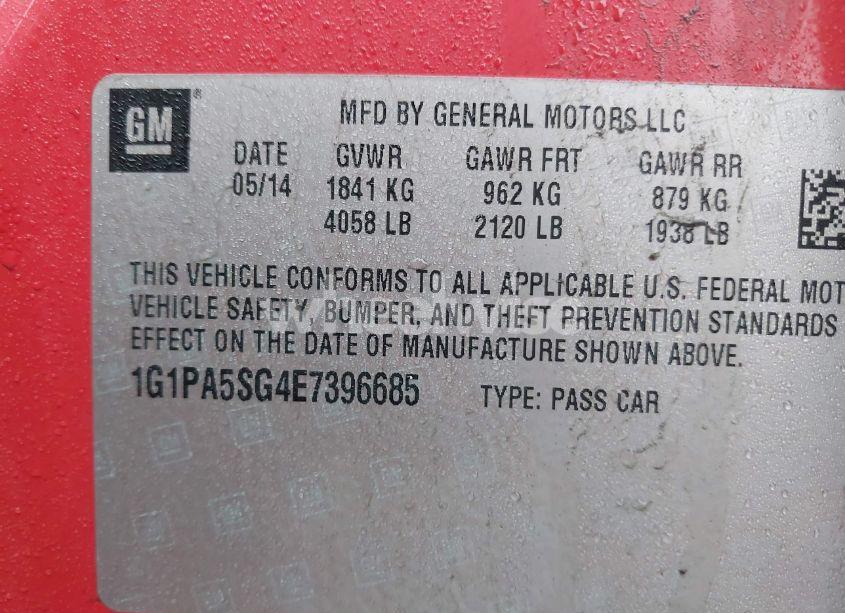 GM
MFD BY GENERAL MOTORS LLC
DATE GVWR GAWR FRT GAWR RR
05/14 1841 KG 962 KG 879 KG
4058 LB 2120 LB 1938 LB
THIS VEHICLE CONFORMS TO ALL APPLICABLE U.S. FEDERAL MOT
VEHICLE SAFETY, BUMPER, AND THEFT PREVENTION STANDARDS
EFFECT ON THE DATE OF MANUFACTURE SHOWN ABOVE.
1G1PA5SG4E7396685 TYPE: PASS CAR